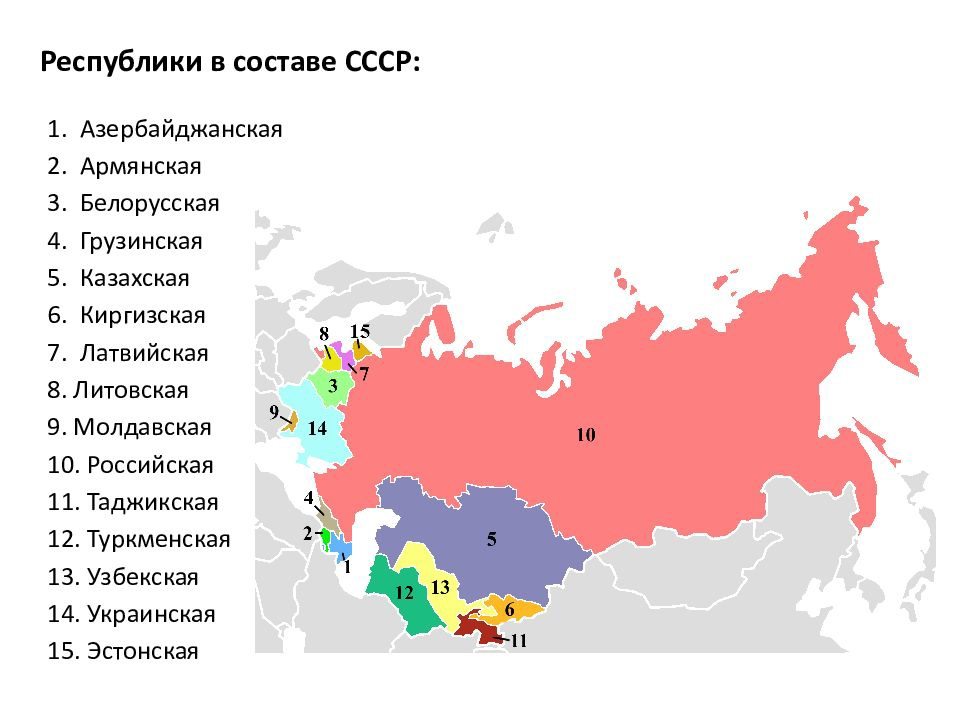 Республики в составе СССР:
1. Азербайджанская
2. Армянская
3. Белорусская
4. Грузинская
5. Казахская
6. Киргизская
7. Латвийская
8. Литовская
9. Молдавская
10. Российская
11. Таджикская
12. Туркменская
13. Узбекская
14. Украинская
15. Эстонская
8 15
7
3
9
14
10
4
2
1
5
12 13
6
11